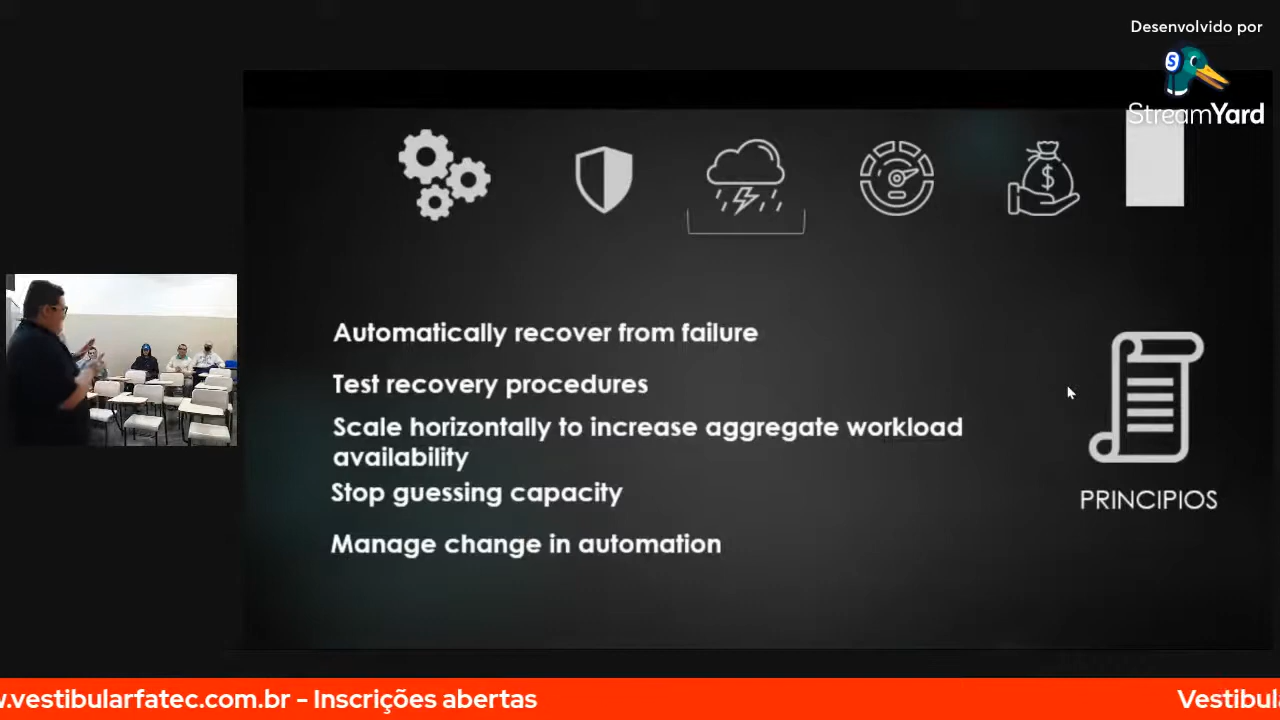 Desenvolvido por
StreamYard
Automatically recover from failure
Test recovery procedures
Scale horizontally to increase aggregate workload
availability
Stop guessing capacity
Manage change in automation
PRINCIPIOS
.vestibularfatec.com.br - Inscrições abertas
Vestibul